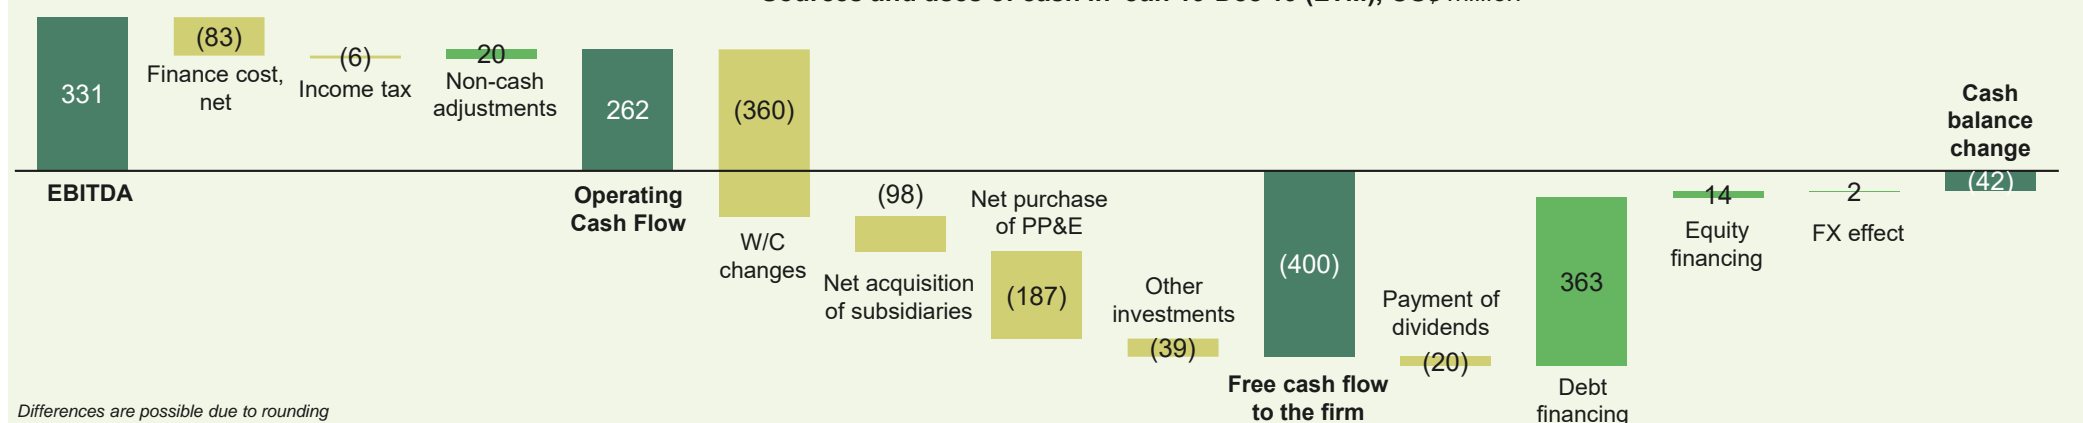 331
EBITDA
(83)
Finance cost,
net
(6)
Income tax
20
Non-cash
adjustments
262
Operating
Cash Flow
(360)
W/C
changes
(98)
Net acquisition
of subsidiaries
Net purchase
of PP&E
(187)
Other
investments
(39)
(400)
Free cash flow
to the firm
Payment of
dividends
(20)
363
Debt
financing
14
Equity
financing
2
FX effect
Cash
balance
change
(42)
Differences are possible due to rounding